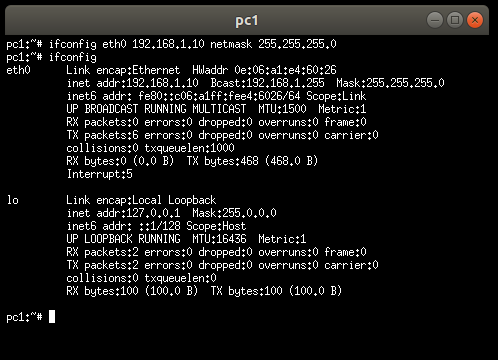 pc1
pc1:~# ifconfig eth0 192.168.1.10 netmask 255.255.255.0
pc1:~# ifconfig
eth0 Link encap:Ethernet HWaddr 0e:06:a1:e4:60:26
inet addr:192.168.1.10 Bcast:192.168.1.255 Mask:255.255.255.0
inet6 addr: fe80::c06:a1ff:fee4:6026/64 Scope:Link
UP BROADCAST RUNNING MULTICAST MTU:1500 Metric:1
RX packets:0 errors:0 dropped:0 overruns:0 frame:0
TX packets:6 errors:0 dropped:0 overruns:0 carrier:0
collisions:0 txqueuelen:1000
RX bytes:0 (0.0 B) TX bytes:468 (468.0 B)
Interrupt:5
lo Link encap:Local Loopback
inet addr:127.0.0.1 Mask:255.0.0.0
inet6 addr: ::1/128 Scope:Host
UP LOOPBACK RUNNING MTU:16436 Metric:1
RX packets:2 errors:0 dropped:0 overruns:0 frame:0
TX packets:2 errors:0 dropped:0 overruns:0 carrier:0
collisions:0 txqueuelen:0
RX bytes:100 (100.0 B) TX bytes:100 (100.0 B)
pc1:~#